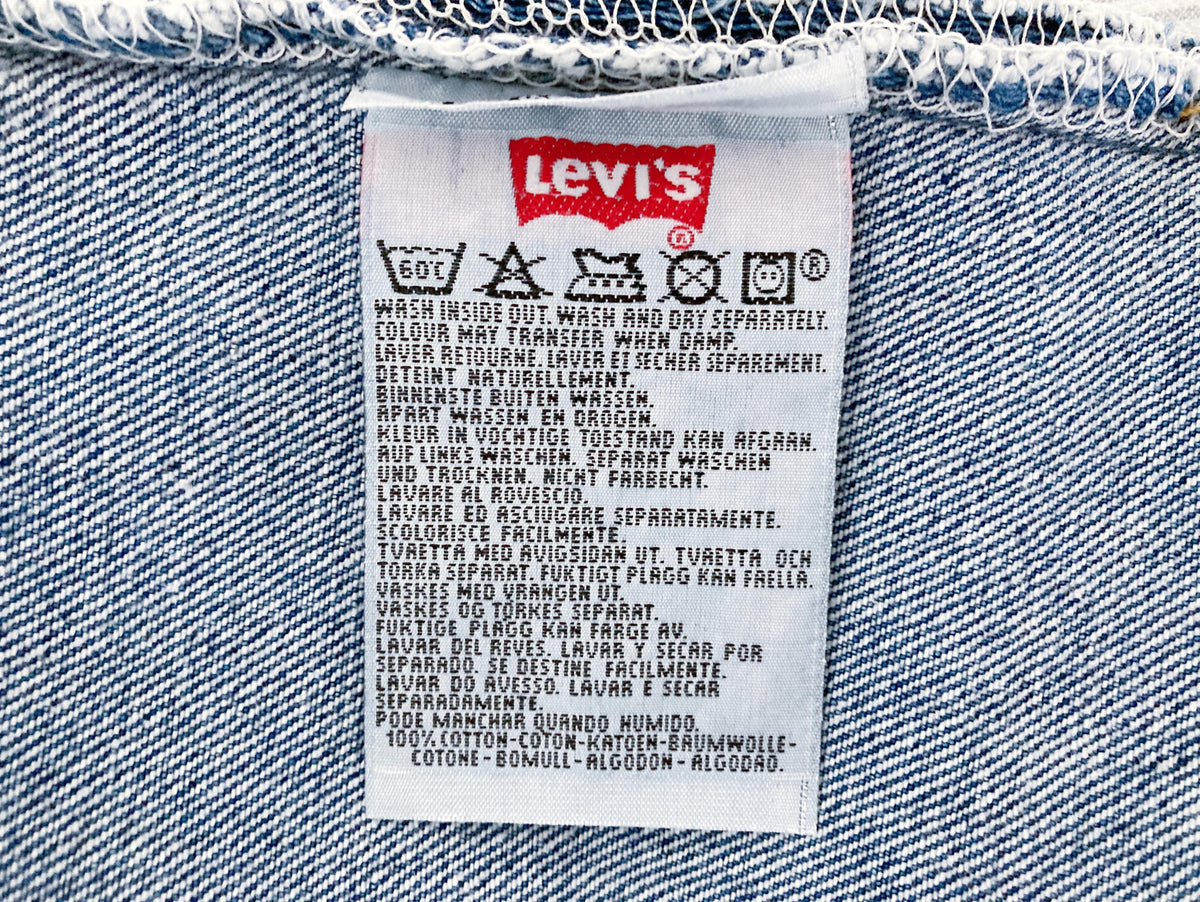 Levi's
®
60°C
®
WASH INSIDE OUT. WASH AND DRY SEPARATELY.
COLOUR MAY TRANSFER WHEN DAMP.
LAVER RETOURNE. LAVER ET SECHER SEPAREMENT.
DETEINT NATURELLEMENT.
BINNENSTE BUITEN WASSEN.
APART WASSEN EN DROGEN.
KLEUR IN VOCHTIGE TOESTAND KAN AFGAAN.
AUF LINKS WASCHEN. SEPARAT WASCHEN
UND TROCKNEN. NICHT FARBECHT.
LAVARE AL ROVESCIO.
LAVARE ED ASCIUGARE SEPARATAMENTE.
SCOLORISCE FACILMENTE.
TVAETTA MED AVIGSIDAN UT. TVAETTA OCH
TORKA SEPARAT. FUKTIGT PLAGG KAN FAELLA.
VASKES MED VRANGEN UT.
VASKES OG TØRKES SEPARAT.
FUKTIGE PLAGG KAN FARGE AV.
LAVAR DEL REVES. LAVAR Y SECAR POR
SEPARADO. SE DESTINE FACILMENTE.
LAVAR DO AVESSO. LAVAR E SECAR
SEPARADAMENTE.
PODE MANCHAR QUANDO HUMIDO.
100% COTTON-COTON-KATOEN-BAUMWOLLE-
COTONE-BOMULL-ALGODON-ALGODAO.